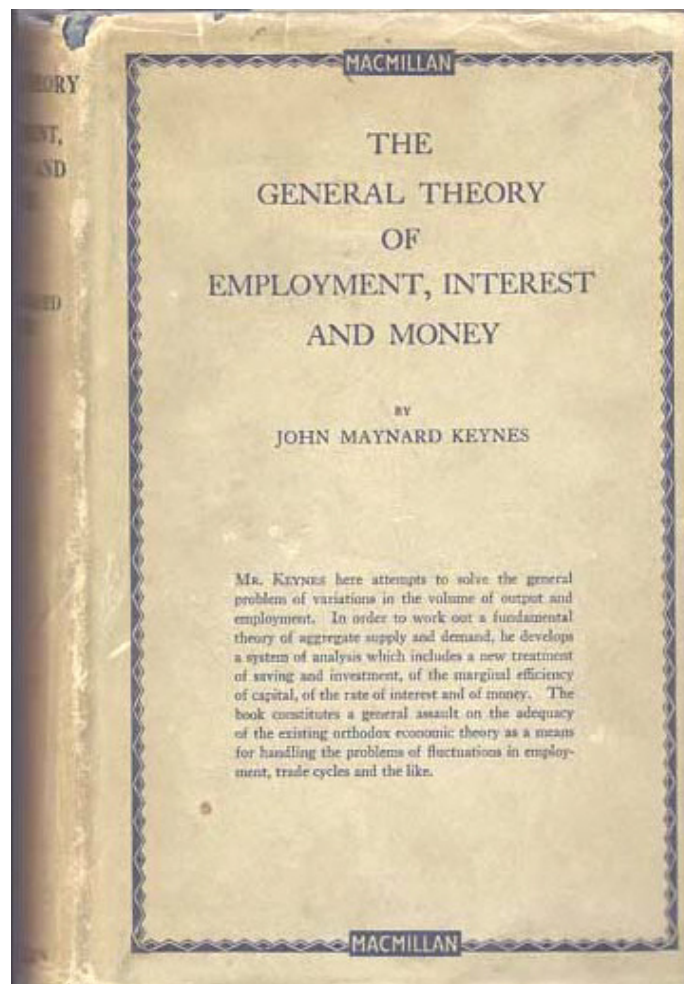 MACMILLAN
THE
GENERAL THEORY
OF
EMPLOYMENT, INTEREST
AND MONEY
BY
JOHN MAYNARD KEYNES
MR. KEYNES here attempts to solve the general
problem of variations in the volume of output and
employment. In order to work out a fundamental
theory of aggregate supply and demand, he develops
a system of analysis which includes a new treatment
of saving and investment, of the marginal efficiency
of capital, of the rate of interest and of money. The
book constitutes a general assault on the adequacy
of the existing orthodox economic theory as a means
for handling the problems of fluctuations in employ-
ment, trade cycles and the like.
MACMILLAN